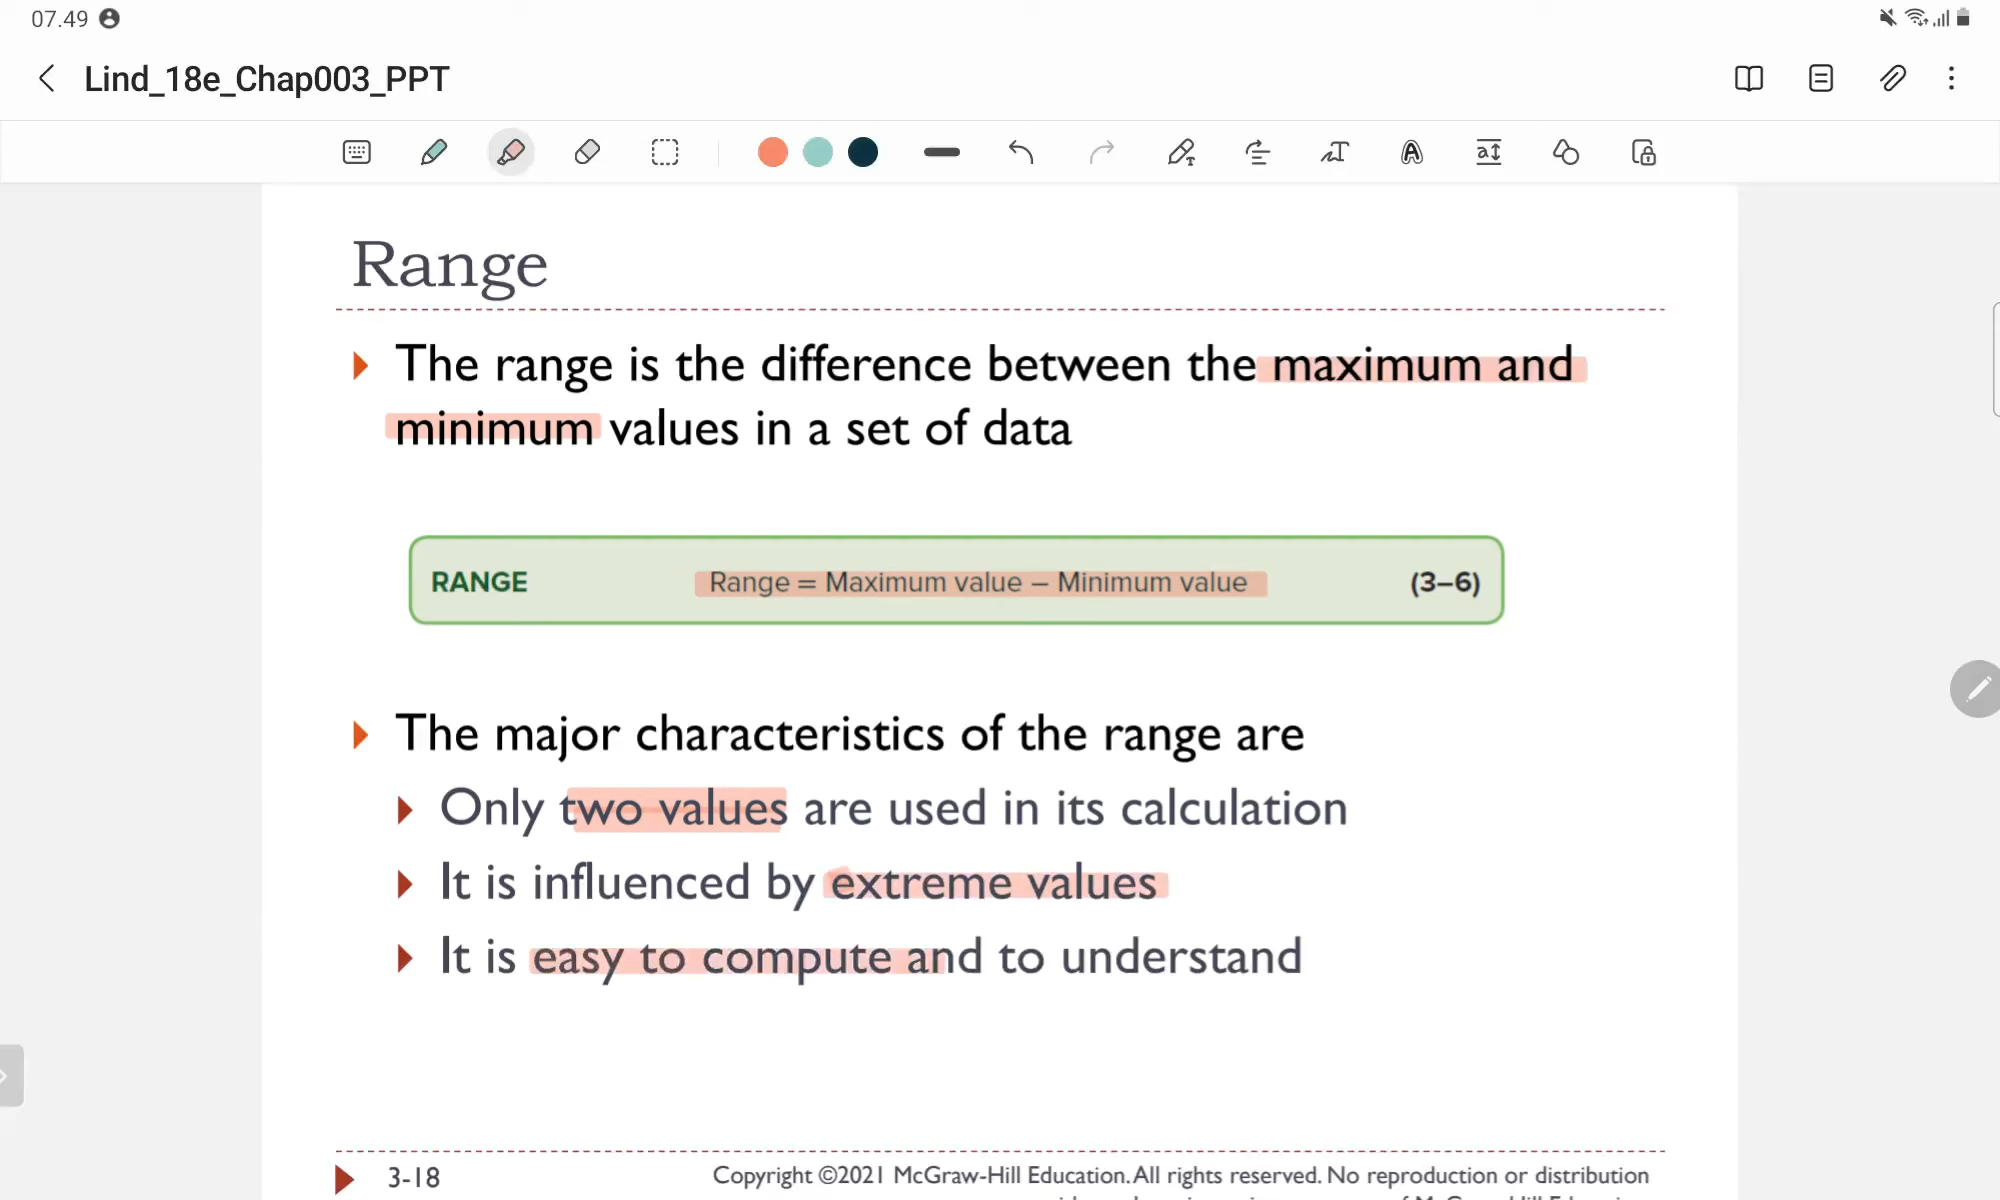 07.49
Lind_18e_Chap003_PPT
Range
The range is the difference between the maximum and
minimum values in a set of data
RANGE Range = Maximum value – Minimum value (3–6)
The major characteristics of the range are
Only two values are used in its calculation
It is influenced by extreme values
It is easy to compute and to understand
3-18 Copyright ©2021 McGraw-Hill Education. All rights reserved. No reproduction or distribution